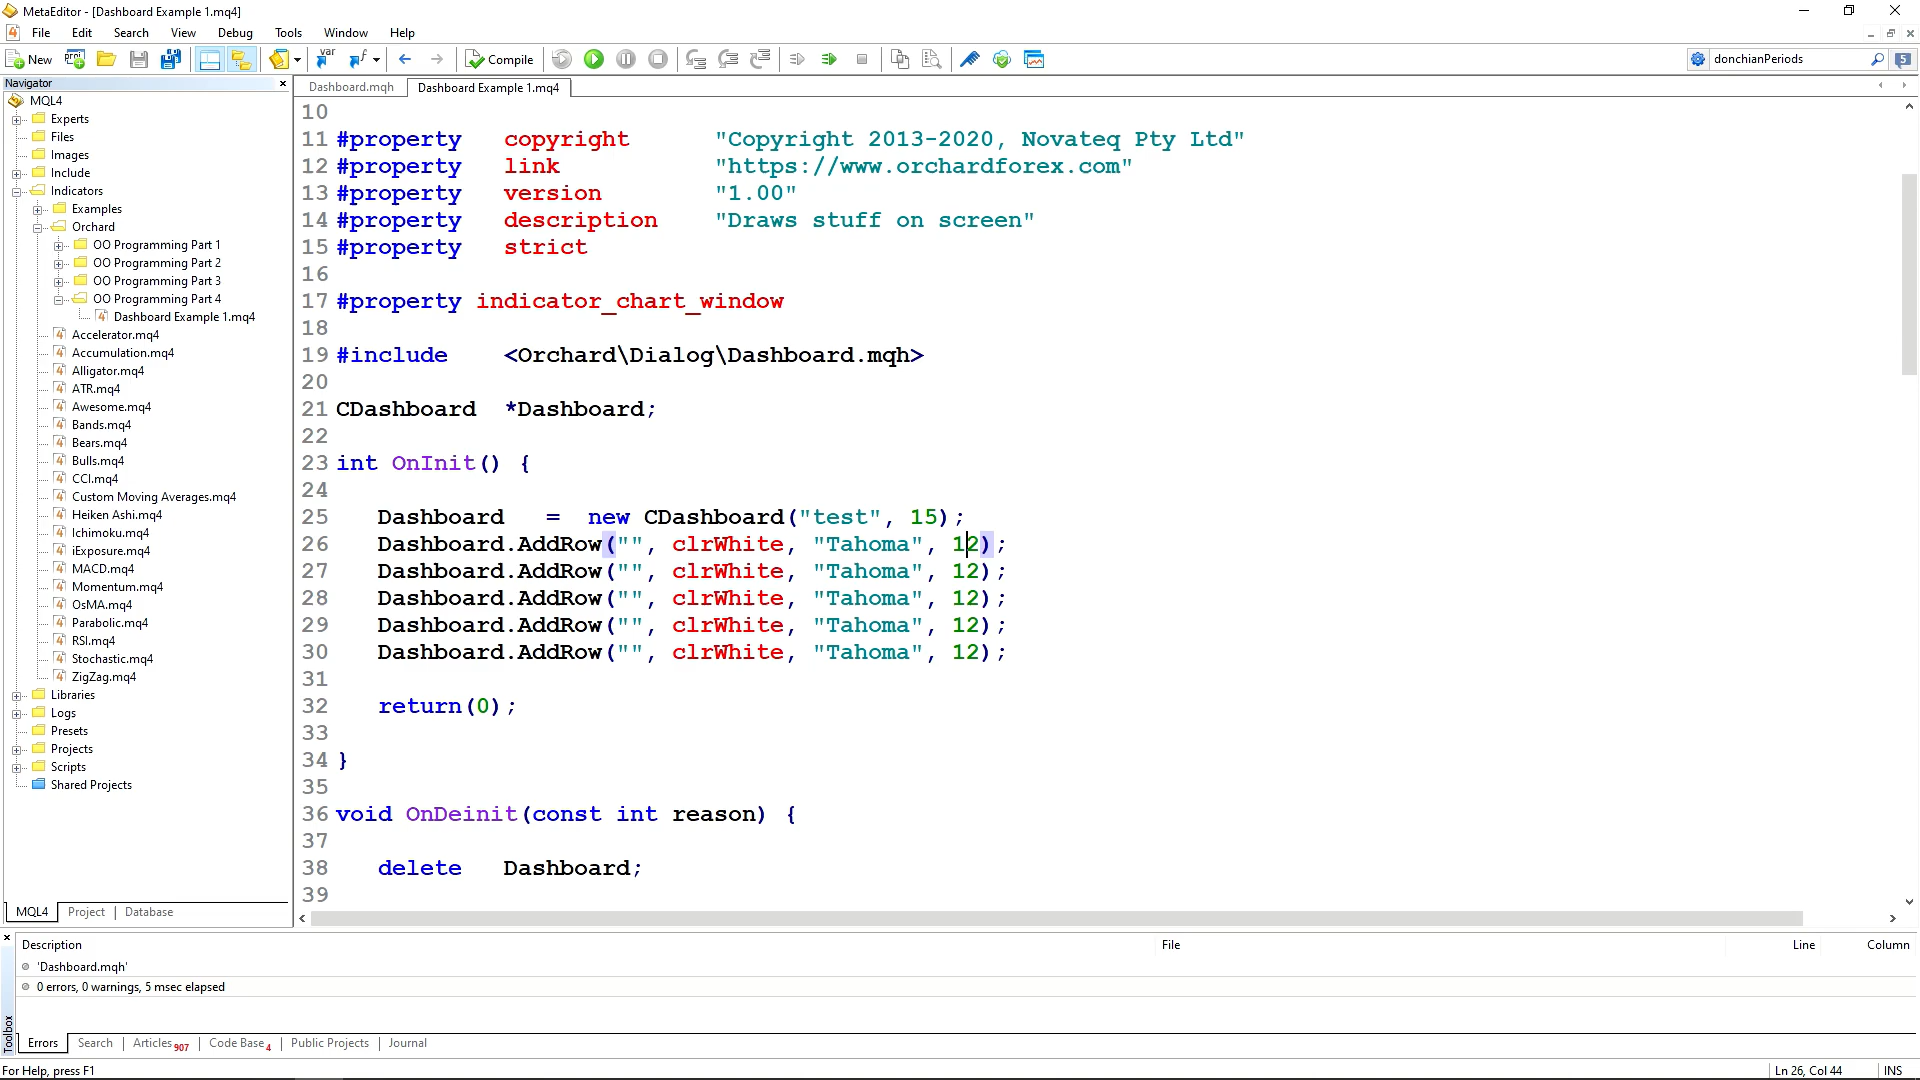 MetaEditor - [Dashboard Example 1.mq4]
File Edit Search View Debug Tools Window Help
New Compile donchianPeriods 5
Navigator
Dashboard.mqh Dashboard Example 1.mq4
MQL4
Experts
Files
Images
Include
Indicators
Examples
Orchard
OO Programming Part 1
OO Programming Part 2
OO Programming Part 3
OO Programming Part 4
Dashboard Example 1.mq4
Accelerator.mq4
Accumulation.mq4
Alligator.mq4
ATR.mq4
Awesome.mq4
Bands.mq4
Bears.mq4
Bulls.mq4
CCI.mq4
Custom Moving Averages.mq4
Heiken Ashi.mq4
Ichimoku.mq4
iExposure.mq4
MACD.mq4
Momentum.mq4
OsMA.mq4
Parabolic.mq4
RSI.mq4
Stochastic.mq4
ZigZag.mq4
Libraries
Logs
Presets
Projects
Scripts
Shared Projects
MQL4 Project Database
10
11 #property copyright "Copyright 2013-2020, Novateq Pty Ltd"
12 #property link "https://www.orchardforex.com"
13 #property version "1.00"
14 #property description "Draws stuff on screen"
15 #property strict
16
17 #property indicator_chart_window
18
19 #include <Orchard\Dialog\Dashboard.mqh>
20
21 CDashboard *Dashboard;
22
23 int OnInit() {
24
25 Dashboard = new CDashboard("test", 15);
26 Dashboard.AddRow("", clrWhite, "Tahoma", 12);
27 Dashboard.AddRow("", clrWhite, "Tahoma", 12);
28 Dashboard.AddRow("", clrWhite, "Tahoma", 12);
29 Dashboard.AddRow("", clrWhite, "Tahoma", 12);
30 Dashboard.AddRow("", clrWhite, "Tahoma", 12);
31
32 return(0);
33
34 }
35
36 void OnDeinit(const int reason) {
37
38 delete Dashboard;
39
Description File Line Column
'Dashboard.mqh'
0 errors, 0 warnings, 5 msec elapsed
Toolbox
Errors Search Articles 907 Code Base 4 Public Projects Journal
For Help, press F1 Ln 26, Col 44 INS